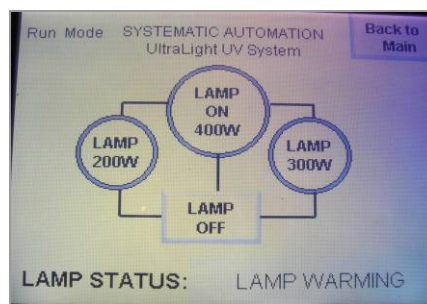 Run Mode
SYSTEMATIC AUTOMATION
UltraLight UV System
Back to
Main
LAMP
ON
400W
LAMP
200W
LAMP
300W
LAMP
OFF
LAMP STATUS: LAMP WARMING